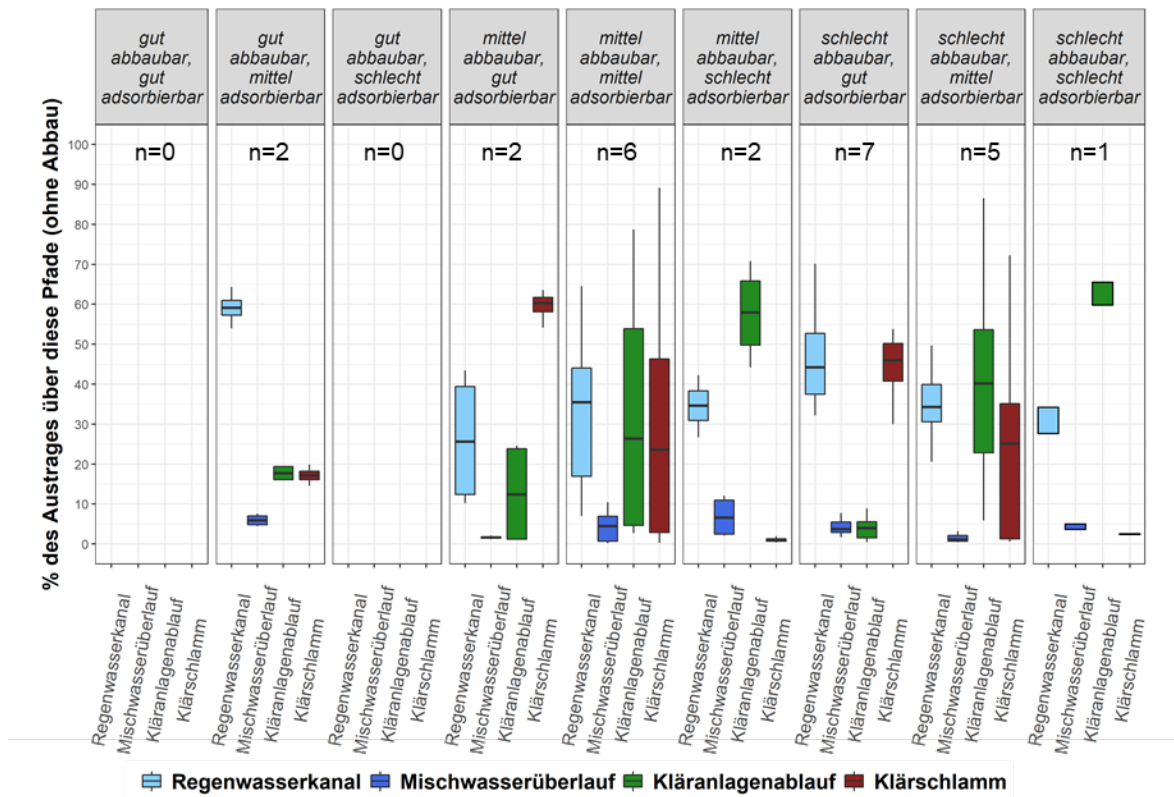 gut
abbaubar,
gut
adsorbierbar
gut
abbaubar,
mittel
adsorbierbar
gut
abbaubar,
schlecht
adsorbierbar
mittel
abbaubar,
gut
adsorbierbar
mittel
abbaubar,
mittel
adsorbierbar
mittel
abbaubar,
schlecht
adsorbierbar
schlecht
abbaubar,
gut
adsorbierbar
schlecht
abbaubar,
mittel
adsorbierbar
schlecht
abbaubar,
schlecht
adsorbierbar
n=0
n=2
n=0
n=2
n=6
n=2
n=7
n=5
n=1
% des Austrages über diese Pfade (ohne Abbau)
100
90
80
70
60
50
40
30
20
10
0
Regenwasserkanal
Mischwasserüberlauf
Kläranlagenablauf
Klärschlamm
Regenwasserkanal
Mischwasserüberlauf
Kläranlagenablauf
Klärschlamm
Regenwasserkanal
Mischwasserüberlauf
Kläranlagenablauf
Klärschlamm
Regenwasserkanal
Mischwasserüberlauf
Kläranlagenablauf
Klärschlamm
Regenwasserkanal
Mischwasserüberlauf
Kläranlagenablauf
Klärschlamm
Regenwasserkanal
Mischwasserüberlauf
Kläranlagenablauf
Klärschlamm
Regenwasserkanal
Mischwasserüberlauf
Kläranlagenablauf
Klärschlamm
Regenwasserkanal
Mischwasserüberlauf
Kläranlagenablauf
Klärschlamm
Regenwasserkanal
Mischwasserüberlauf
Kläranlagenablauf
Klärschlamm
Regenwasserkanal Mischwasserüberlauf Kläranlagenablauf Klärschlamm